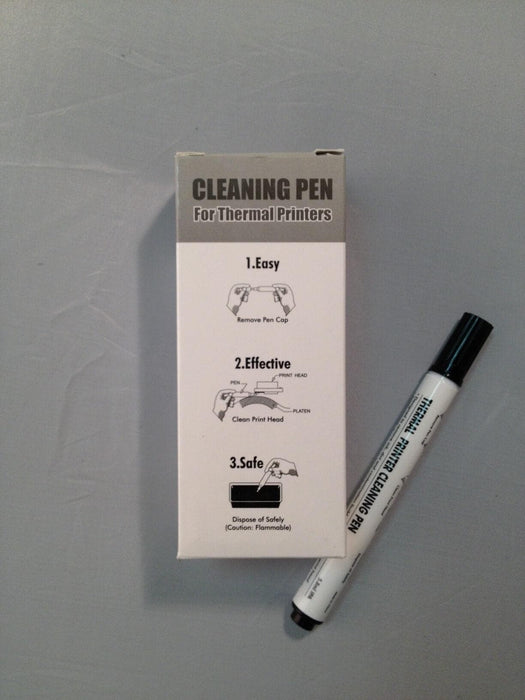 CLEANING PEN
For Thermal Printers
1.Easy
Remove Pen Cap
2.Effective
PRINT HEAD
PEN
PLATEN
Clean Print Head
3.Safe
Dispose of Safely
(Caution: Flammable)
THERMAL PRINTER CLEANING PEN